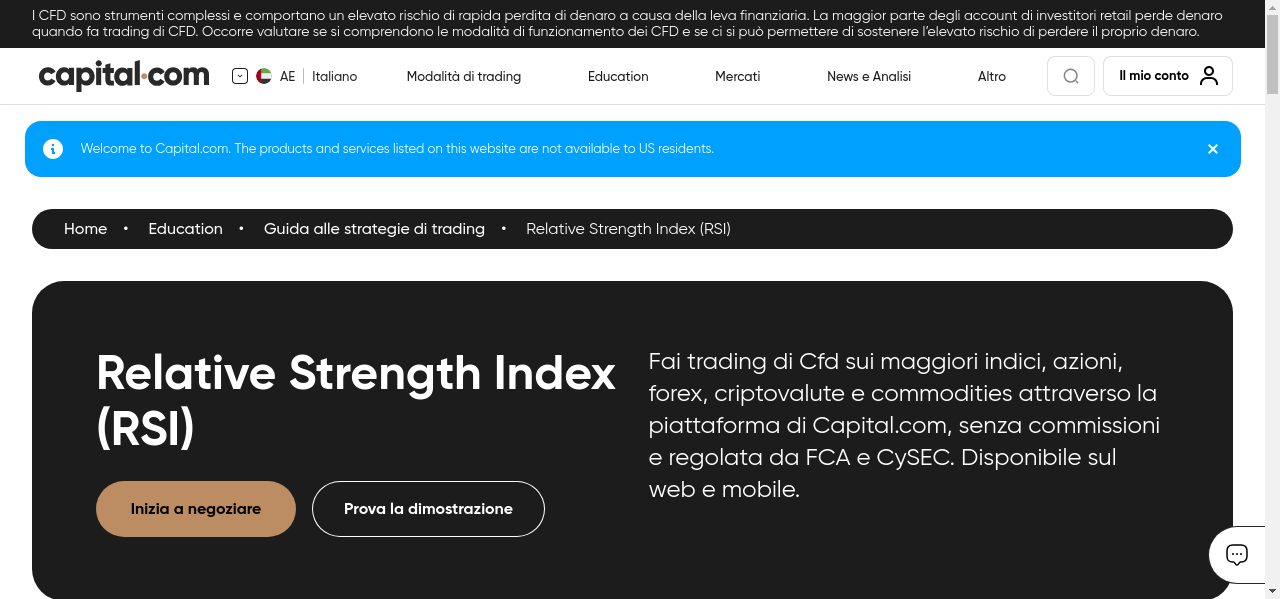 I CFD sono strumenti complessi e comportano un elevato rischio di rapida perdita di denaro a causa della leva finanziaria. La maggior parte degli account di investitori retail perde denaro
quando fa trading di CFD. Occorre valutare se si comprendono le modalità di funzionamento dei CFD e se ci si può permettere di sostenere l'elevato rischio di perdere il proprio denaro.
capital.com AE Italiano Modalità di trading Education Mercati News e Analisi Altro Il mio conto
Welcome to Capital.com. The products and services listed on this website are not available to US residents.
Home • Education • Guida alle strategie di trading • Relative Strength Index (RSI)
Relative Strength Index
(RSI)
Inizia a negoziare Prova la dimostrazione
Fai trading di Cfd sui maggiori indici, azioni,
forex, criptovalute e commodities attraverso la
piattaforma di Capital.com, senza commissioni
e regolata da FCA e CySEC. Disponibile sul
web e mobile.